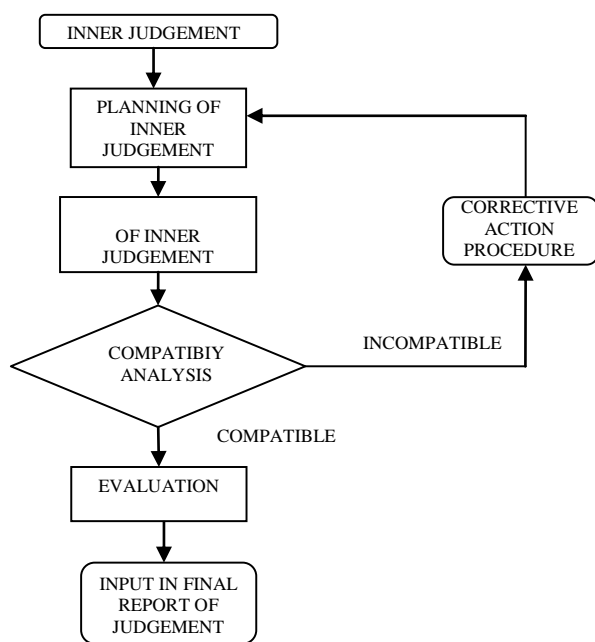 INNER JUDGEMENT
PLANNING OF
INNER
JUDGEMENT
OF INNER
JUDGEMENT
CORRECTIVE
ACTION
PROCEDURE
INCOMPATIBLE
COMPATIBIY
ANALYSIS
COMPATIBLE
EVALUATION
INPUT IN FINAL
REPORT OF
JUDGEMENT